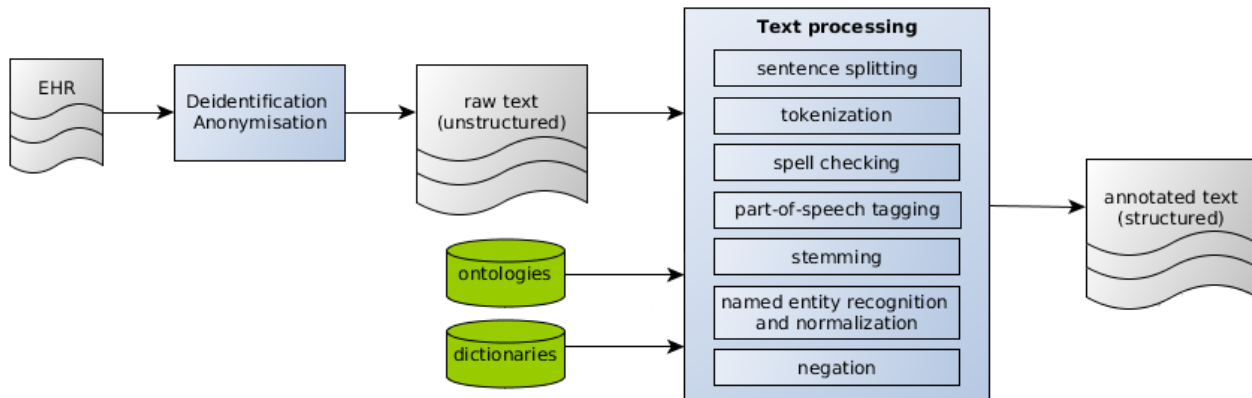 EHR
Deidentification
Anonymisation
raw text
(unstructured)
ontologies
dictionaries
Text processing
sentence splitting
tokenization
spell checking
part-of-speech tagging
stemming
named entity recognition
and normalization
negation
annotated text
(structured)